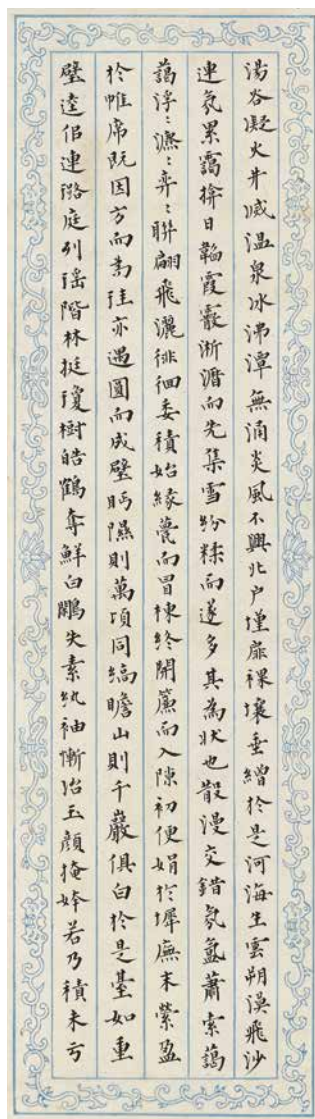 湯谷凝火井滅温泉冰沸潭無涌炎風不興北户墐扉裸壤垂繒於是河海生雲朔漠飛沙
連氛累靄揜日韜霞霰淅瀝而先集雪紛糅而遂多其為狀也散漫交錯氛氳蕭索藹
藹浮〻瀌〻弈〻聯翩飛灑徘徊委積始緣甍而冒棟終開簾而入隙初便娟於墀廡末縈盈
於帷席既因方而為珪亦遇圓而成璧眄隰則萬頃同縞瞻山則千巖俱白於是臺如重
璧逵佀連璐庭列瑤階林挺瓊樹皓鶴奪鮮白鷴失素紈袖慚冶玉顏掩姱若乃積未亏